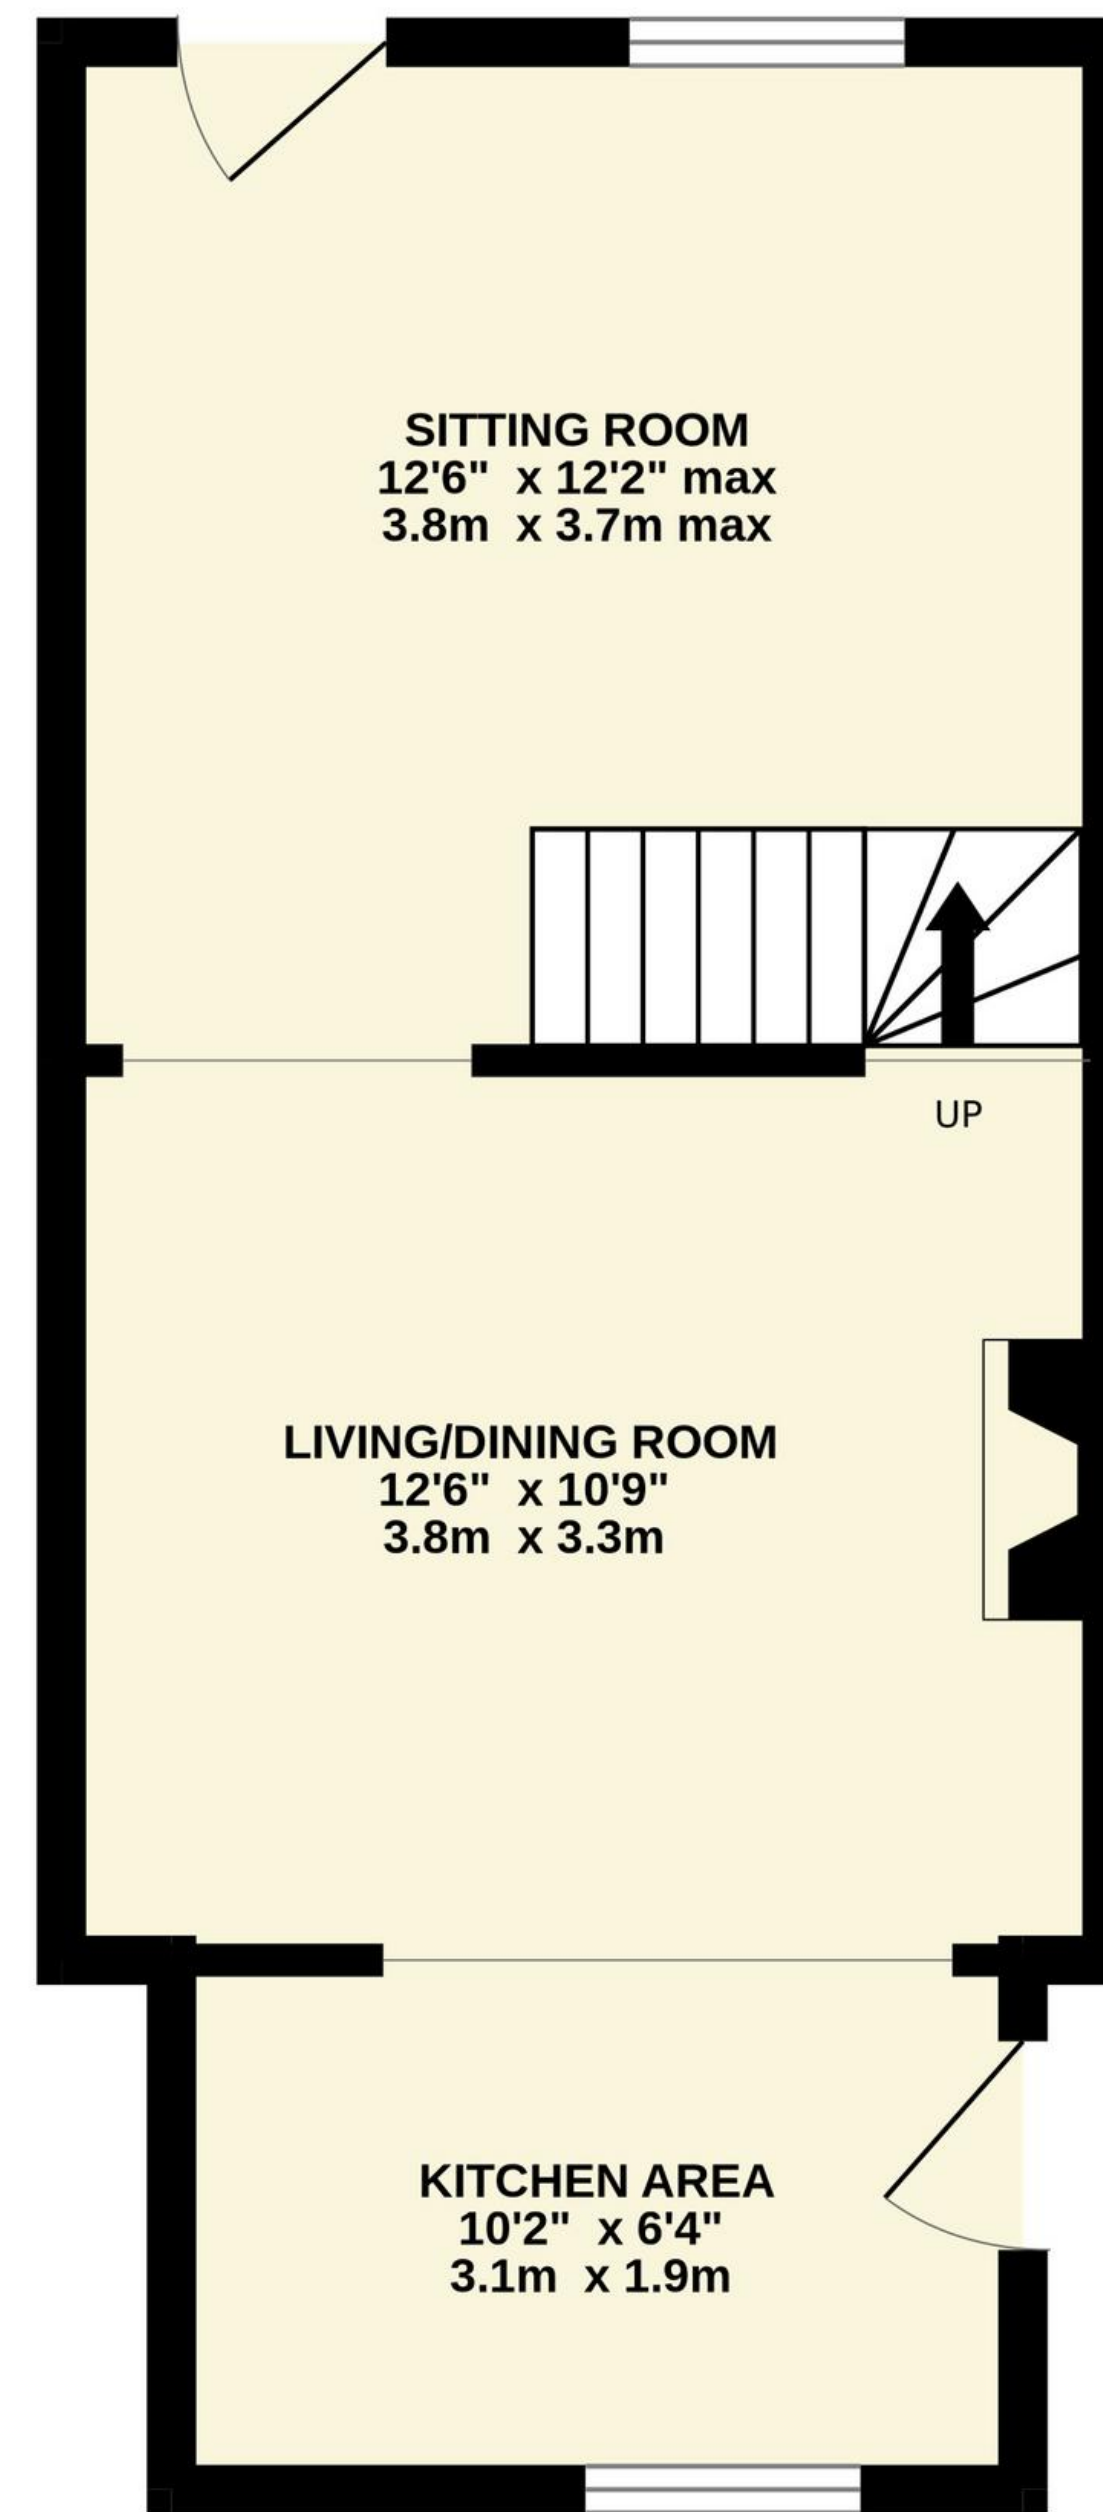 SITTING ROOM
12'6" x 12'2" max
3.8m x 3.7m max
UP
LIVING/DINING ROOM
12'6" x 10'9"
3.8m x 3.3m
KITCHEN AREA
10'2" x 6'4"
3.1m x 1.9m